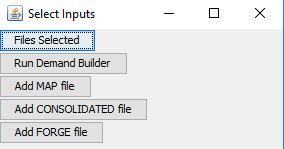 Select Inputs
Files Selected
Run Demand Builder
Add MAP file
Add CONSOLIDATED file
Add FORGE file